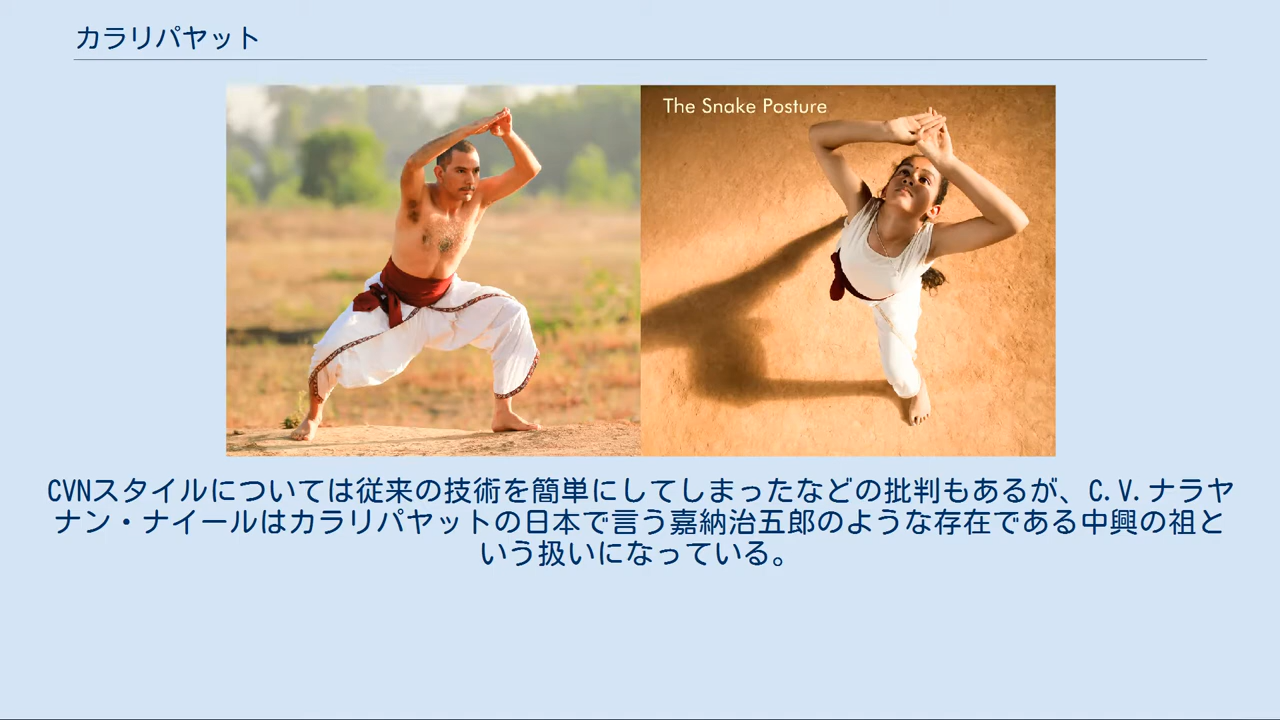 カラリパヤット
The Snake Posture
CVNスタイルについては従来の技術を簡単にしてしまったなどの批判もあるが、C.V.ナラヤ
ナン・ナイールはカラリパヤットの日本で言う嘉納治五郎のような存在である中興の祖と
いう扱いになっている。